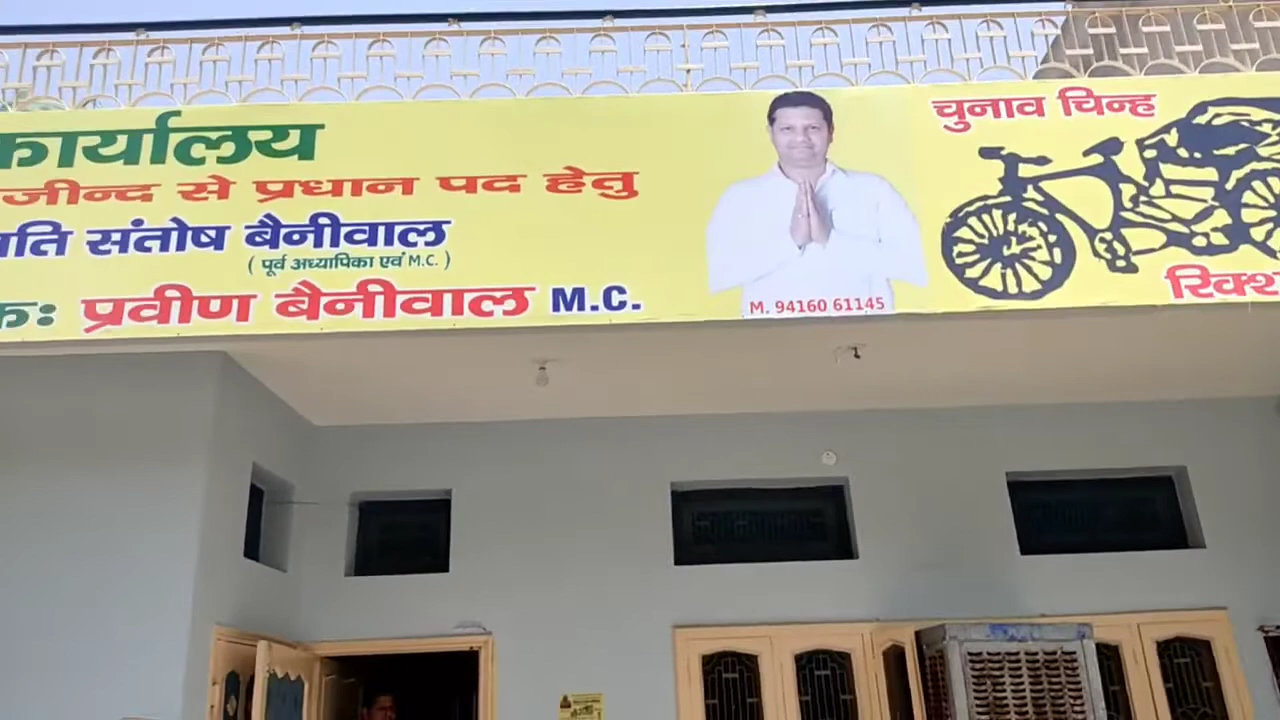 कार्यालय
जीन्द से प्रधान पद हेतु
संतोष बैनीवाल
( पूर्व अध्यापिका एवं M.C. )
प्रवीण बैनीवाल M.C.
M. 94160 61145
चुनाव चिन्ह